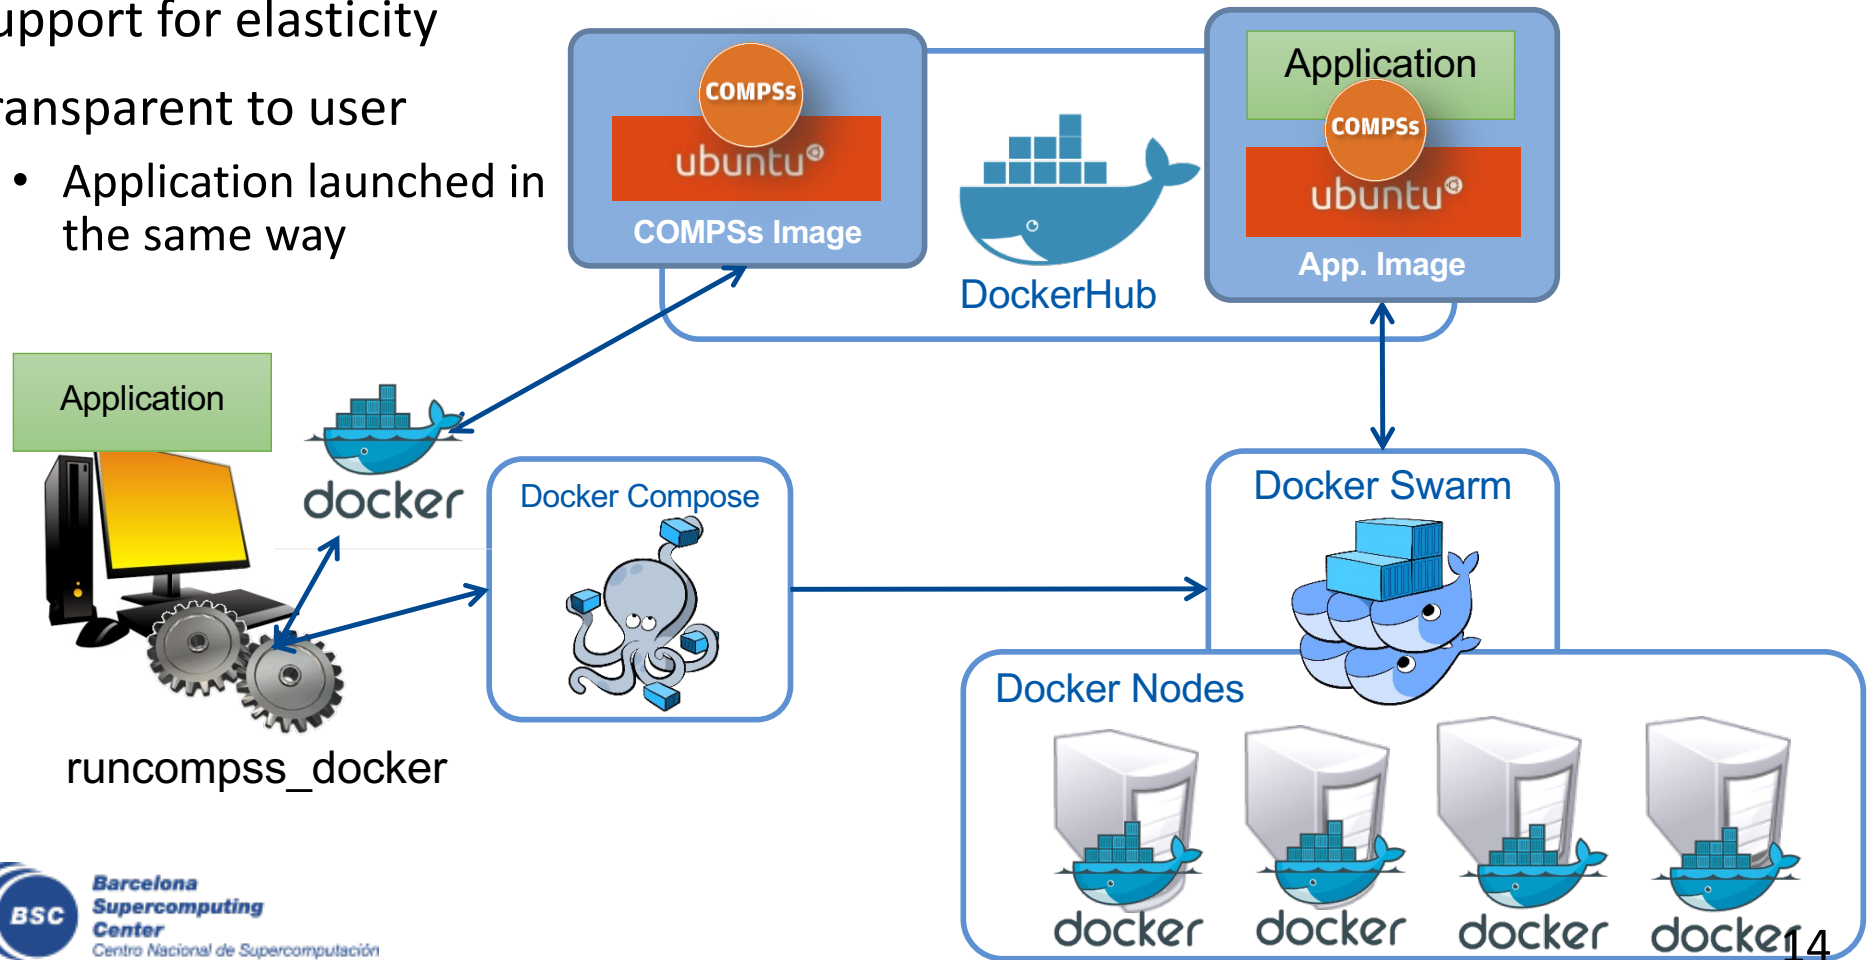 upport for elasticity
ransparent to user
• Application launched in
the same way
COMPSs
ubuntu
COMPSs Image
DockerHub
Application
COMPSs
ubuntu
App. Image
Application
docker
runcompss_docker
Docker Compose
Docker Swarm
Docker Nodes
docker
docker
docker
docker
BSC
Barcelona
Supercomputing
Center
Centro Nacional de Supercomputación
14